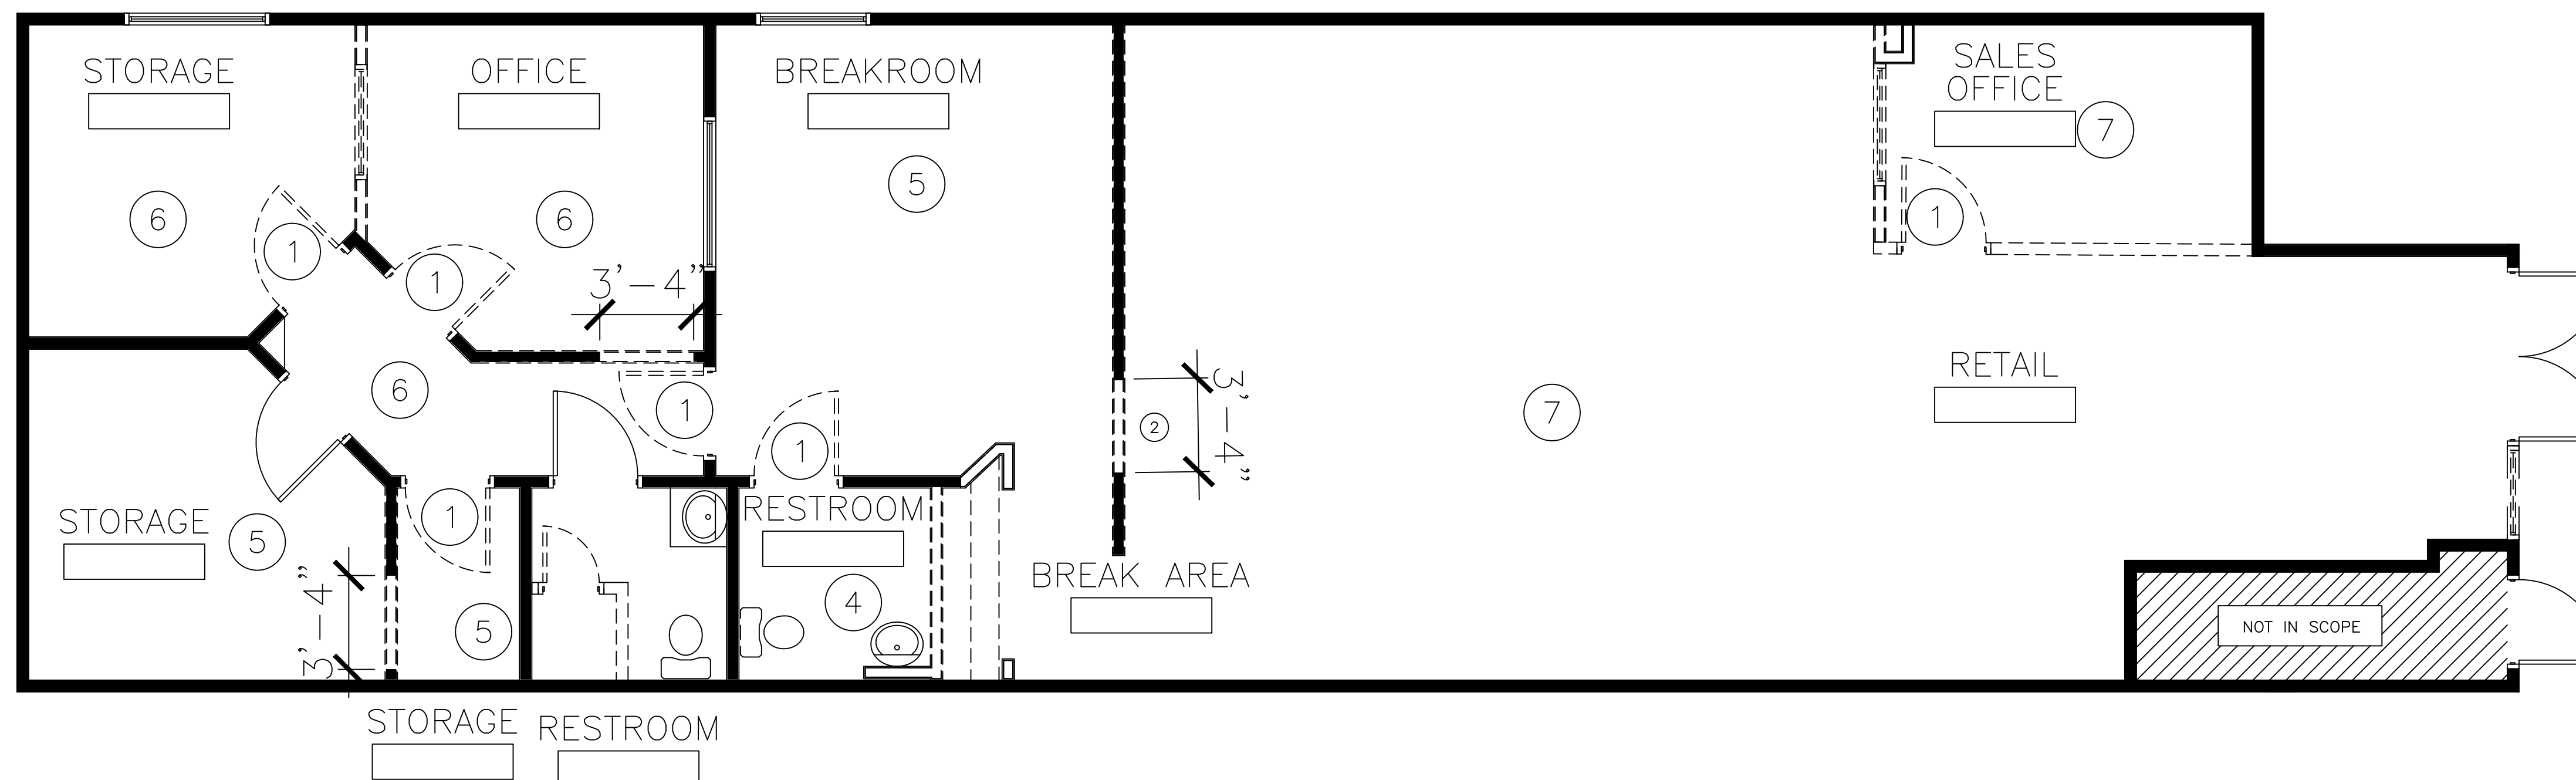 STORAGE
OFFICE
BREAKROOM
SALES
OFFICE
7
5
6
6
1
1
1
3'-4"
6
1
1
2
3'-4"
7
RETAIL
STORAGE
5
1
3'-4"
5
RESTROOM
4
BREAK AREA
NOT IN SCOPE
STORAGE
RESTROOM